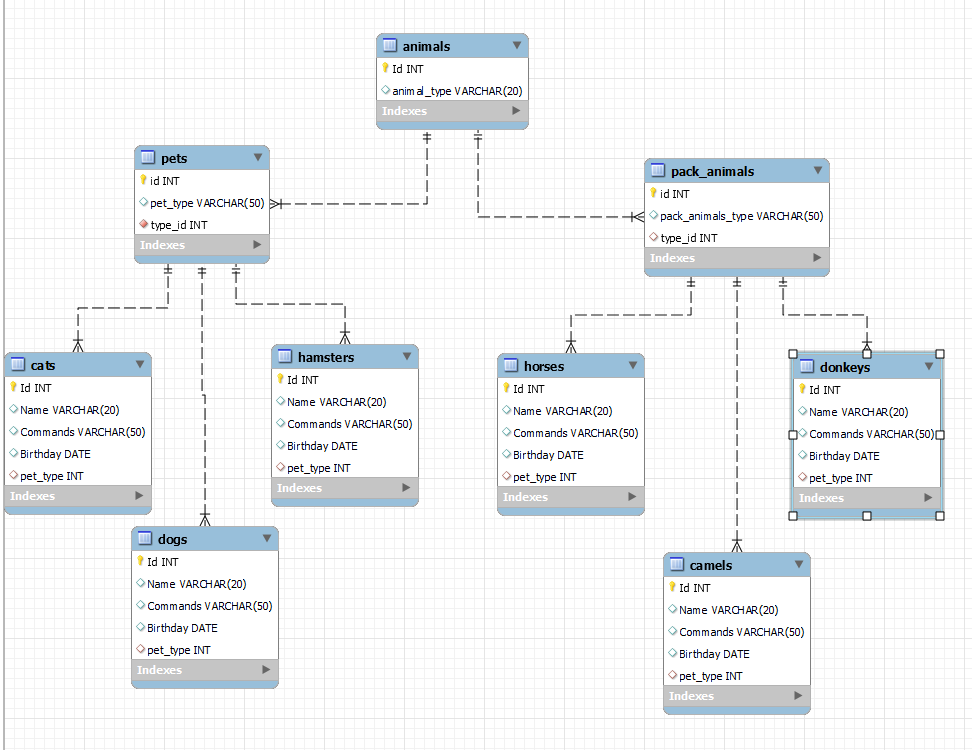 animals
Id INT
animal_type VARCHAR(20)
Indexes
pets
id INT
pet_type VARCHAR(50)
type_id INT
Indexes
pack_animals
id INT
pack_animals_type VARCHAR(50)
type_id INT
Indexes
cats
Id INT
Name VARCHAR(20)
Commands VARCHAR(50)
Birthday DATE
pet_type INT
Indexes
hamsters
Id INT
Name VARCHAR(20)
Commands VARCHAR(50)
Birthday DATE
pet_type INT
Indexes
horses
Id INT
Name VARCHAR(20)
Commands VARCHAR(50)
Birthday DATE
pet_type INT
Indexes
donkeys
Id INT
Name VARCHAR(20)
Commands VARCHAR(50)
Birthday DATE
pet_type INT
Indexes
dogs
Id INT
Name VARCHAR(20)
Commands VARCHAR(50)
Birthday DATE
pet_type INT
Indexes
camels
Id INT
Name VARCHAR(20)
Commands VARCHAR(50)
Birthday DATE
pet_type INT
Indexes